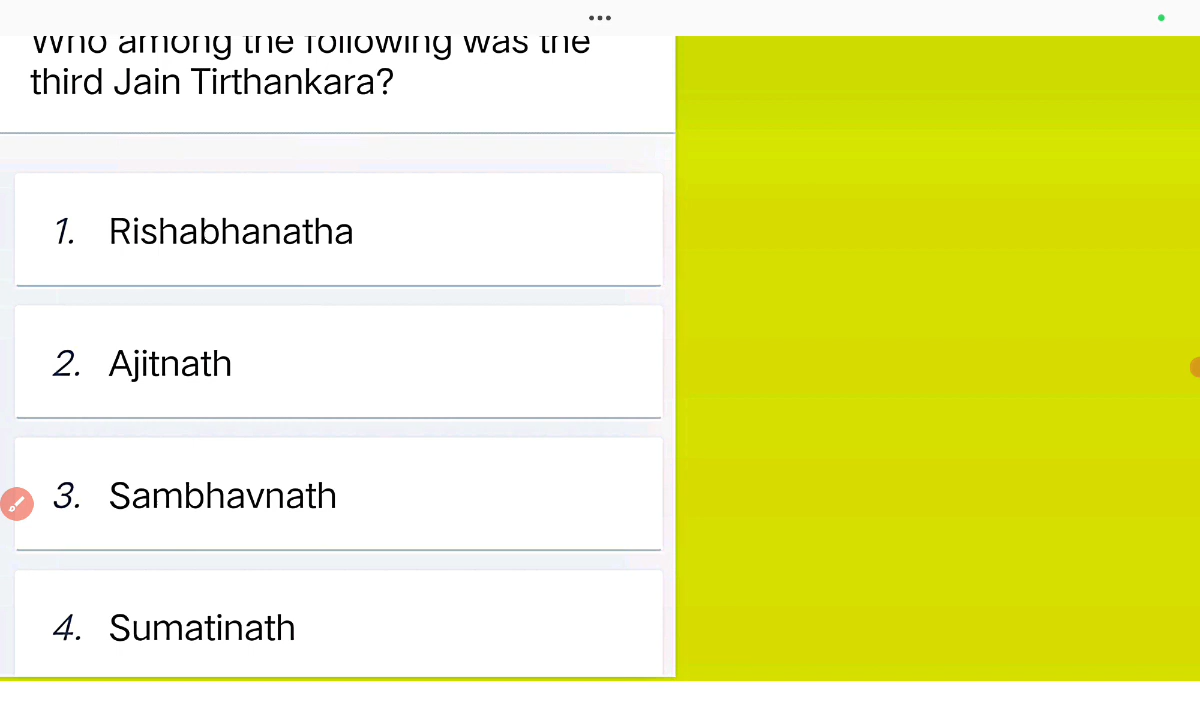 Who among the following was the
third Jain Tirthankara?
1. Rishabhanatha
2. Ajitnath
3. Sambhavnath
4. Sumatinath